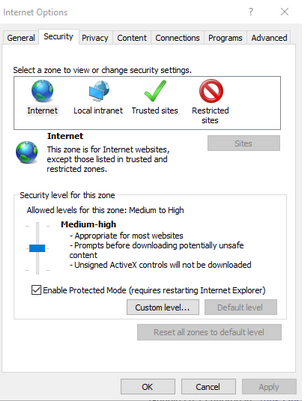 Internet Options
General Security Privacy Content Connections Programs Advanced
Select a zone to view or change security settings.
Internet Local intranet Trusted sites Restricted
sites
Internet
This zone is for Internet websites,
except those listed in trusted and
restricted zones.
Sites
Security level for this zone
Allowed levels for this zone: Medium to High
Medium-high
- Appropriate for most websites
- Prompts before downloading potentially unsafe
content
- Unsigned ActiveX controls will not be downloaded
Enable Protected Mode (requires restarting Internet Explorer)
Custom level... Default level
Reset all zones to default level
OK Cancel Apply